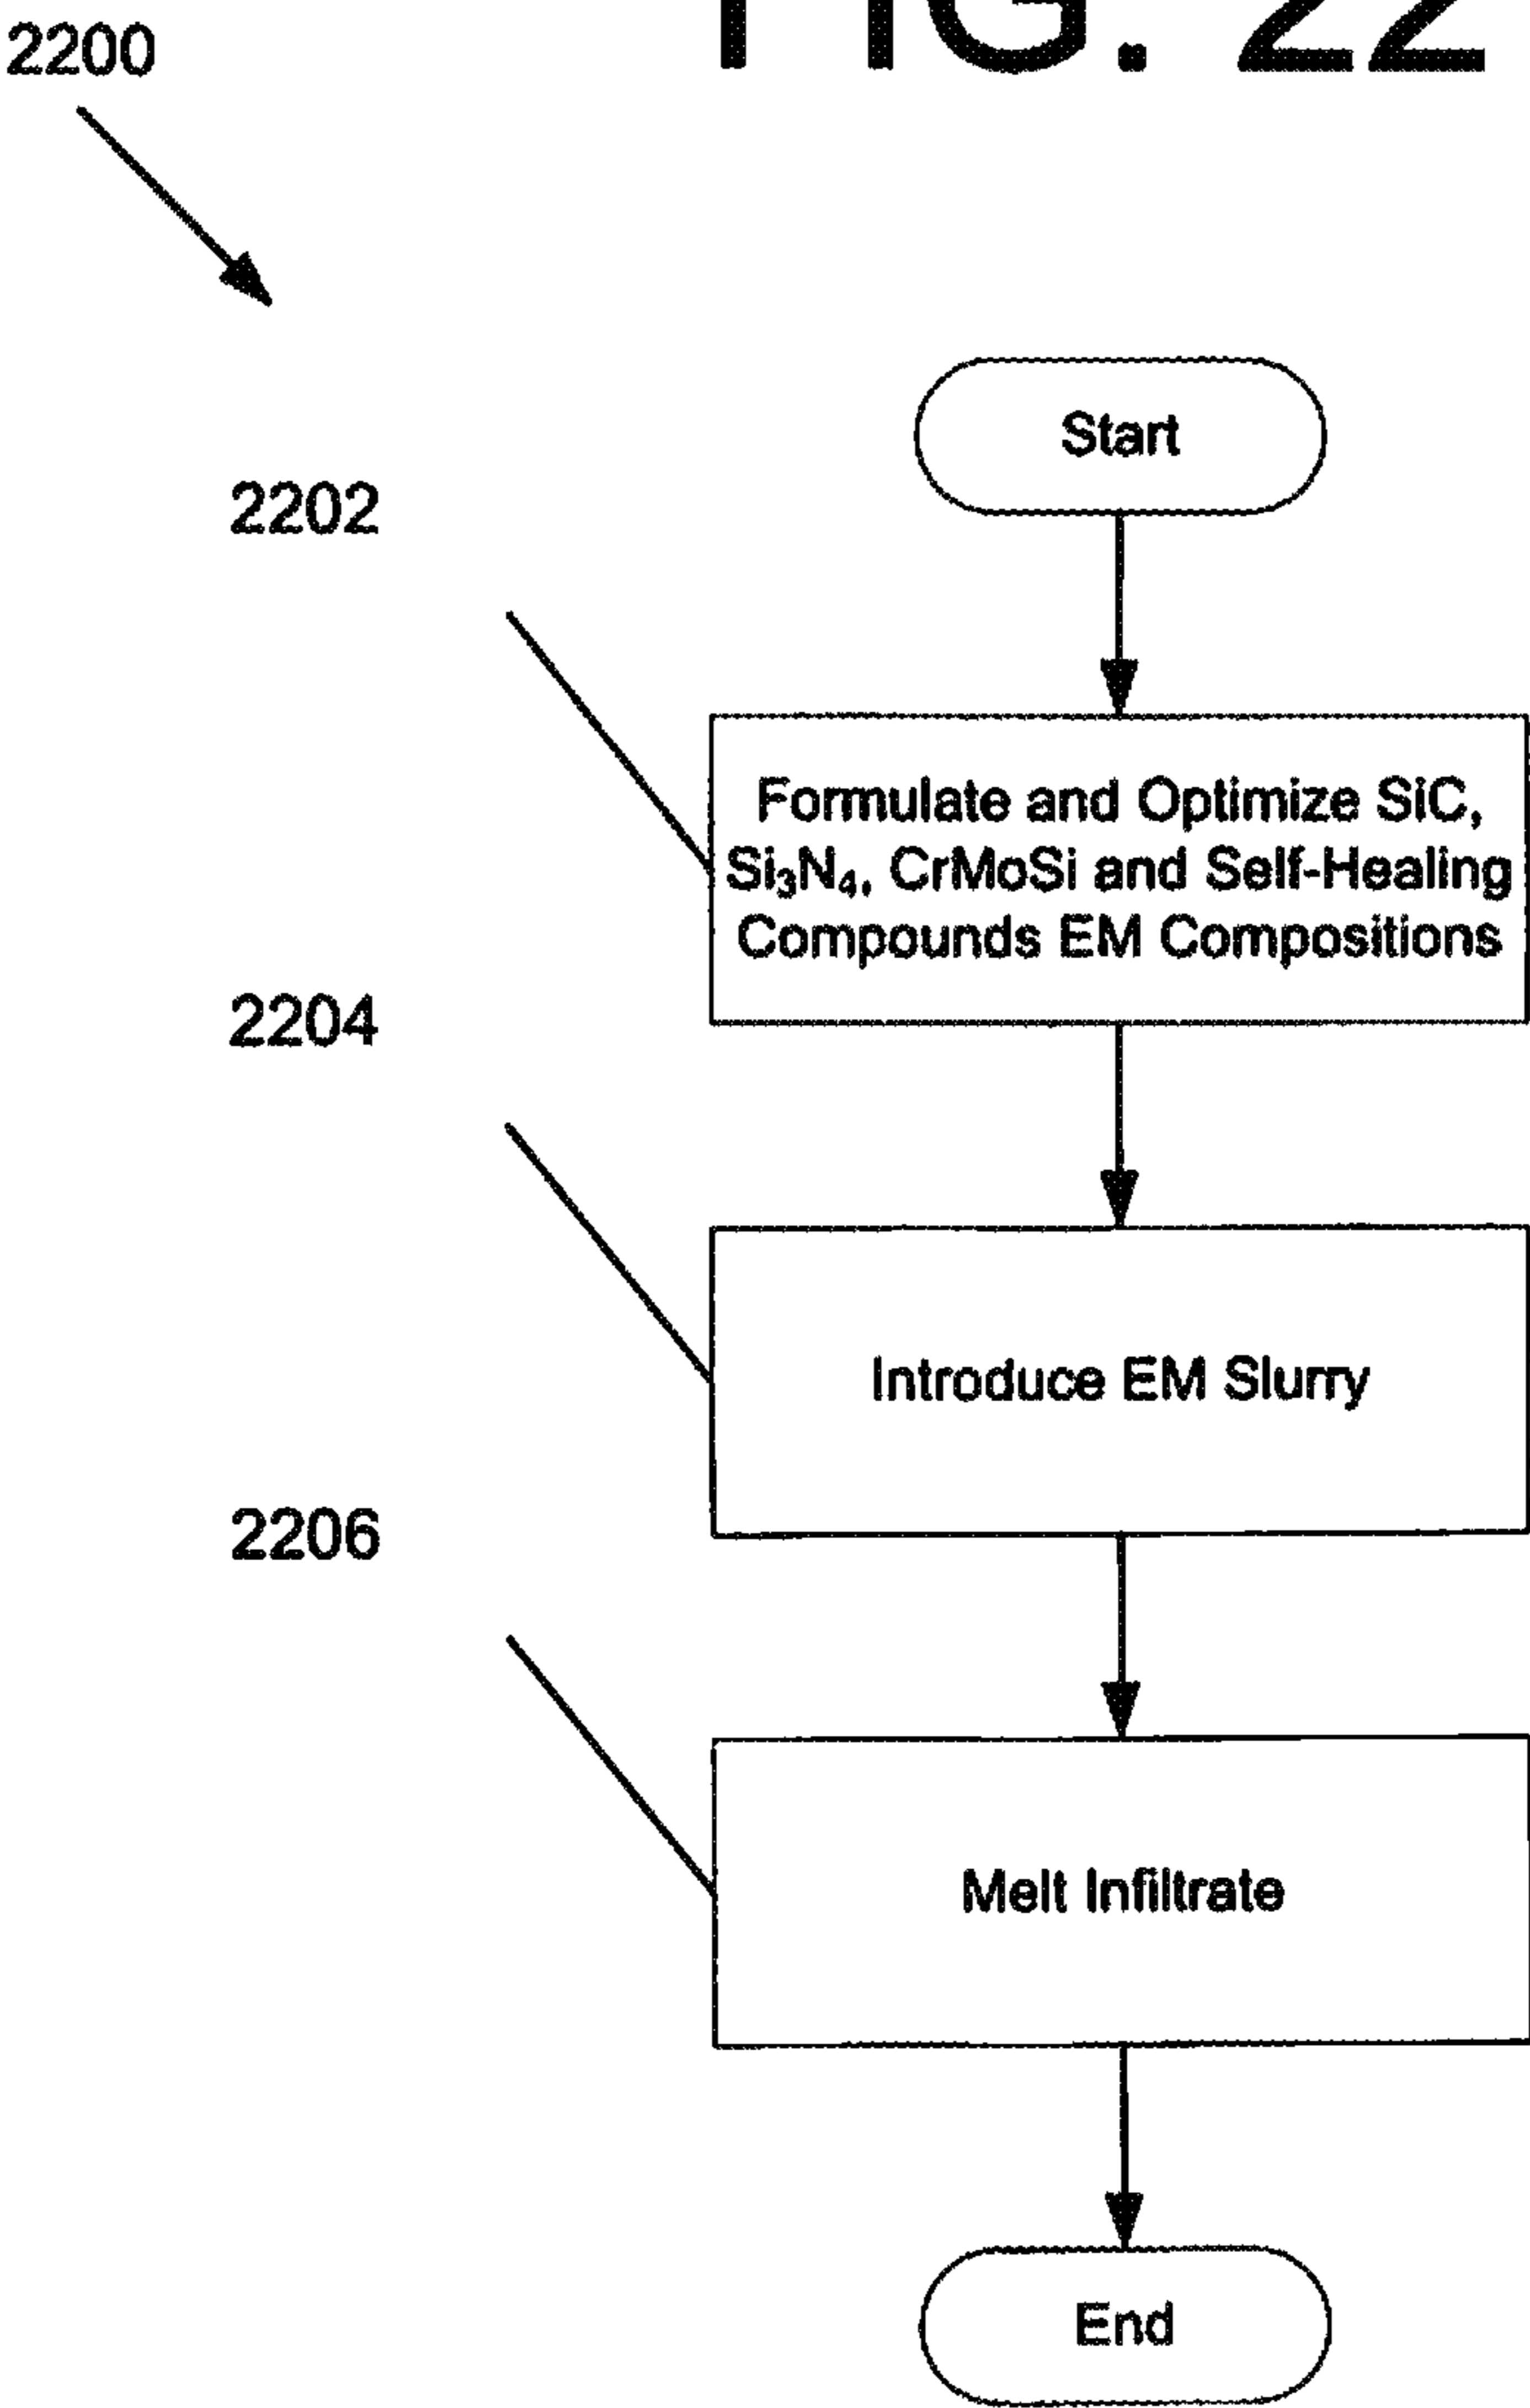 FIG. 22
2200
Start
2202
Formulate and Optimize SiC,
Si₃N₄, CrMoSi and Self-Healing
Compounds EM Compositions
2204
Introduce EM Slurry
2206
Melt Infiltrate
End